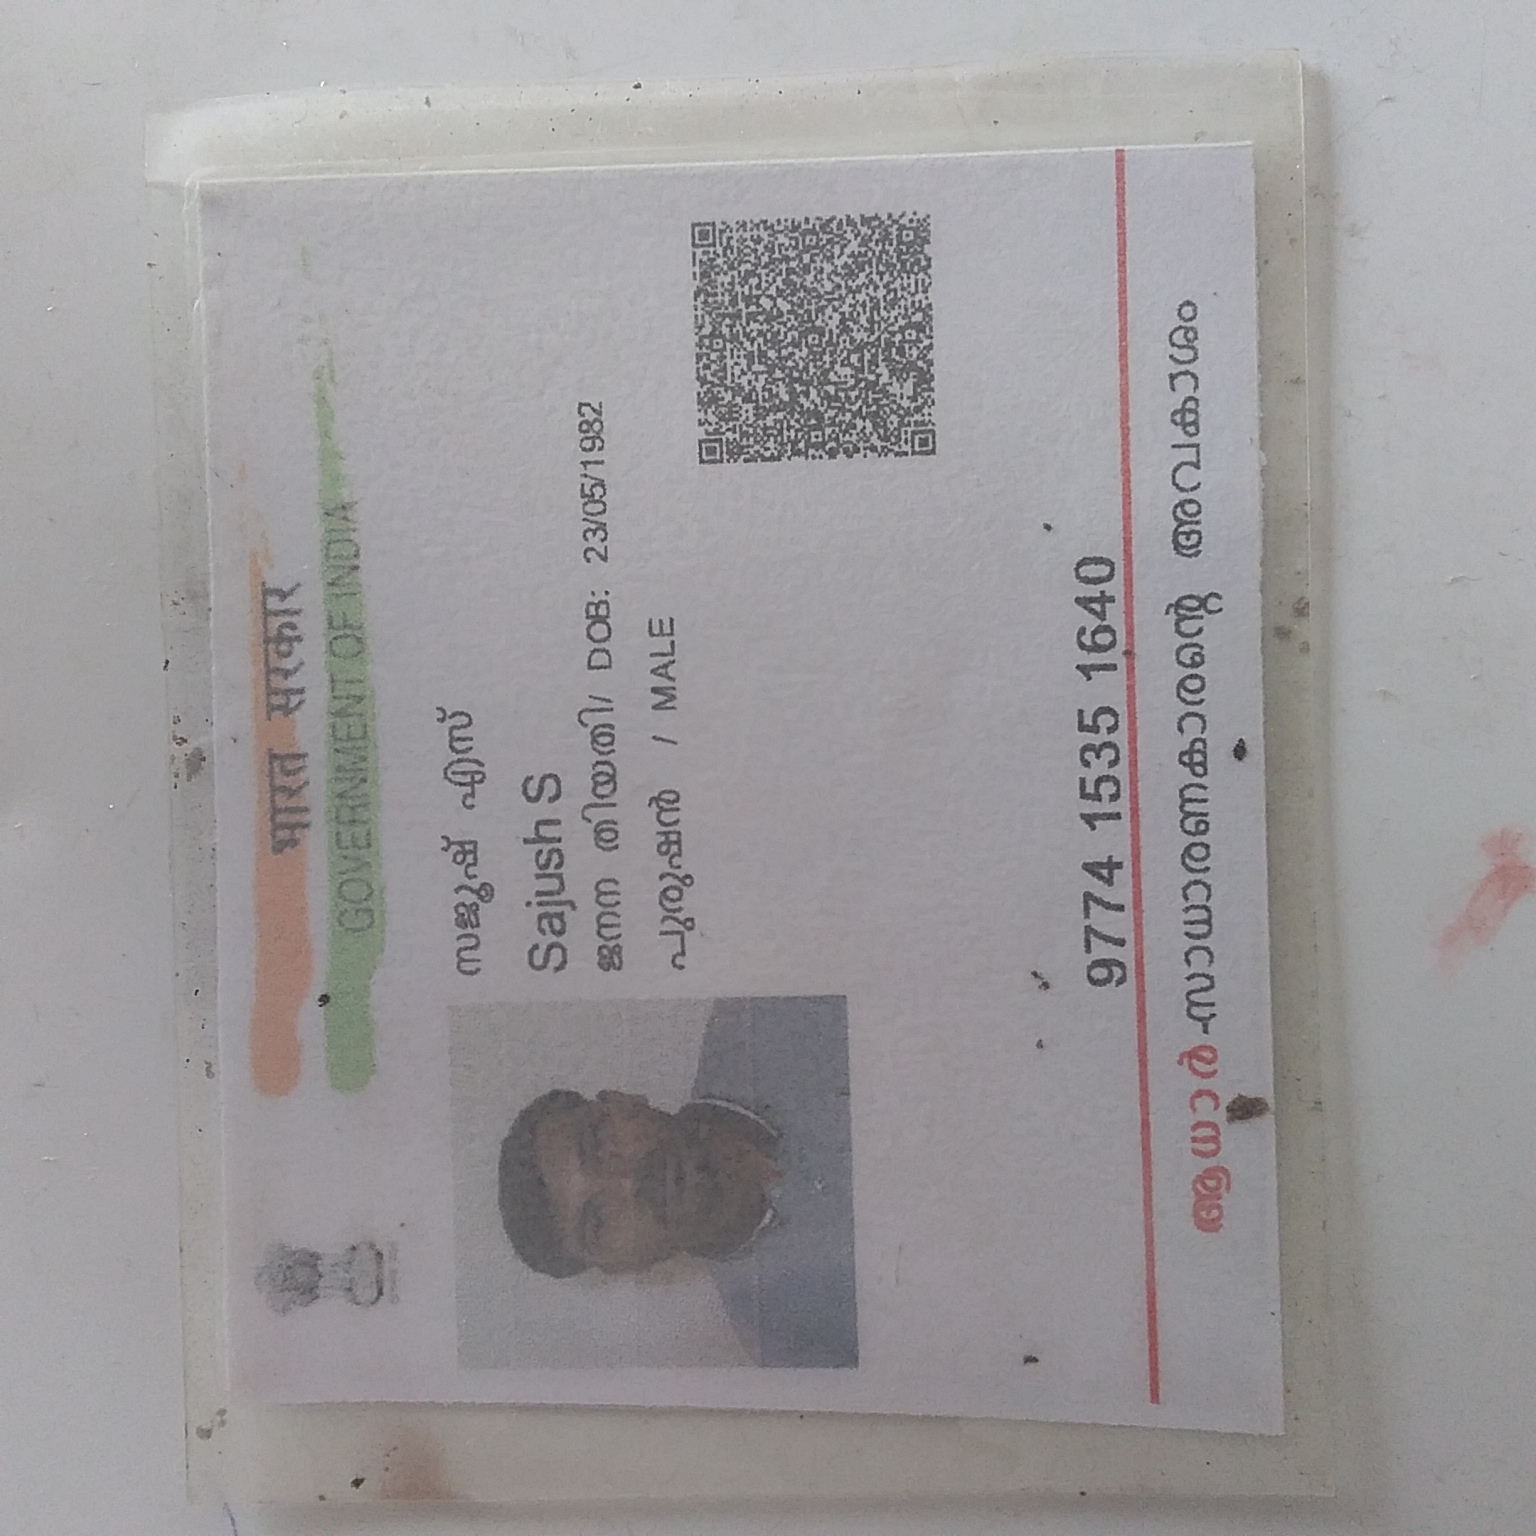 भारत सरकार
GOVERNMENT OF INDIA
സജൂഷ് എസ്
Sajush S
ജനന തിയതി/ DOB: 23/05/1982
പുരുഷൻ / MALE
9774 1535 1640
ആധാർ-സാധാരണകാരന്റെ അവകാശം